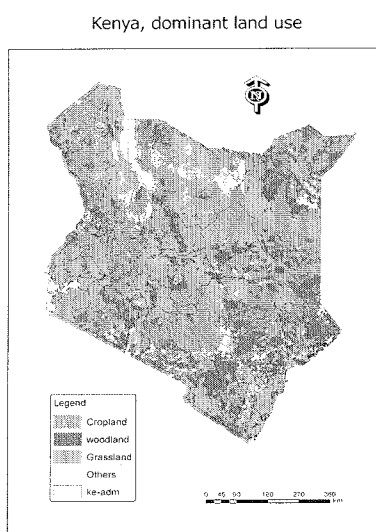 Kenya, dominant land use
N
Legend
Cropland
woodland
Grassland
Others
ke-adm
0 45 90 180 270 360
km